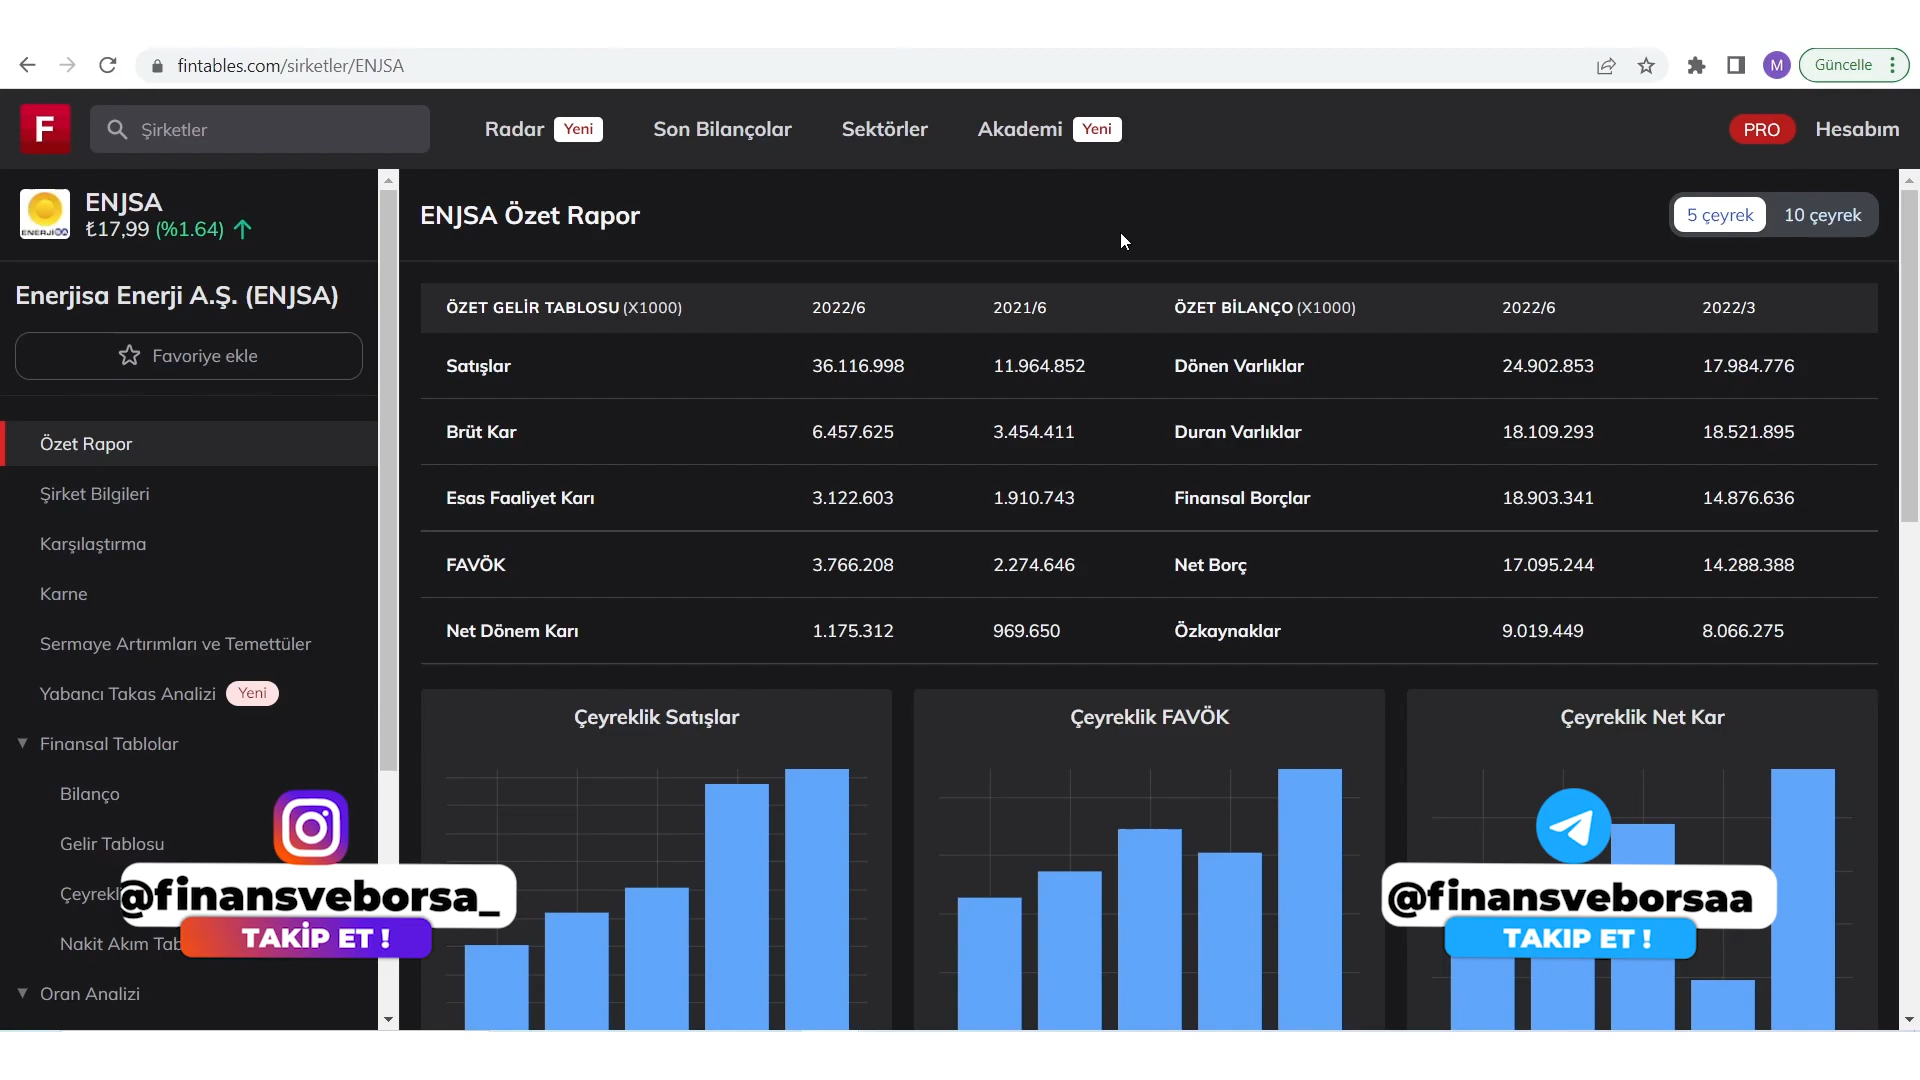 fintables.com/sirketler/ENJSA
M
Güncelle
F
Şirketler
Radar Yeni
Son Bilançolar
Sektörler
Akademi Yeni
PRO
Hesabım
ENERJİSA
ENJSA
₺17,99 (%1.64)
Enerjisa Enerji A.Ş. (ENJSA)
Favoriye ekle
Özet Rapor
Şirket Bilgileri
Karşılaştırma
Karne
Sermaye Artırımları ve Temettüler
Yabancı Takas Analizi Yeni
Finansal Tablolar
Bilanço
Gelir Tablosu
Çeyrekli
Nakit Akım Tab
Oran Analizi
ENJSA Özet Rapor
5 çeyrek 10 çeyrek
ÖZET GELİR TABLOSU (X1000) 2022/6 2021/6 ÖZET BİLANÇO (X1000) 2022/6 2022/3
Satışlar 36.116.998 11.964.852 Dönen Varlıklar 24.902.853 17.984.776
Brüt Kar 6.457.625 3.454.411 Duran Varlıklar 18.109.293 18.521.895
Esas Faaliyet Karı 3.122.603 1.910.743 Finansal Borçlar 18.903.341 14.876.636
FAVÖK 3.766.208 2.274.646 Net Borç 17.095.244 14.288.388
Net Dönem Karı 1.175.312 969.650 Özkaynaklar 9.019.449 8.066.275
Çeyreklik Satışlar
Çeyreklik FAVÖK
Çeyreklik Net Kar
@finansveborsa_
TAKİP ET !
@finansveborsaa
TAKIP ET !